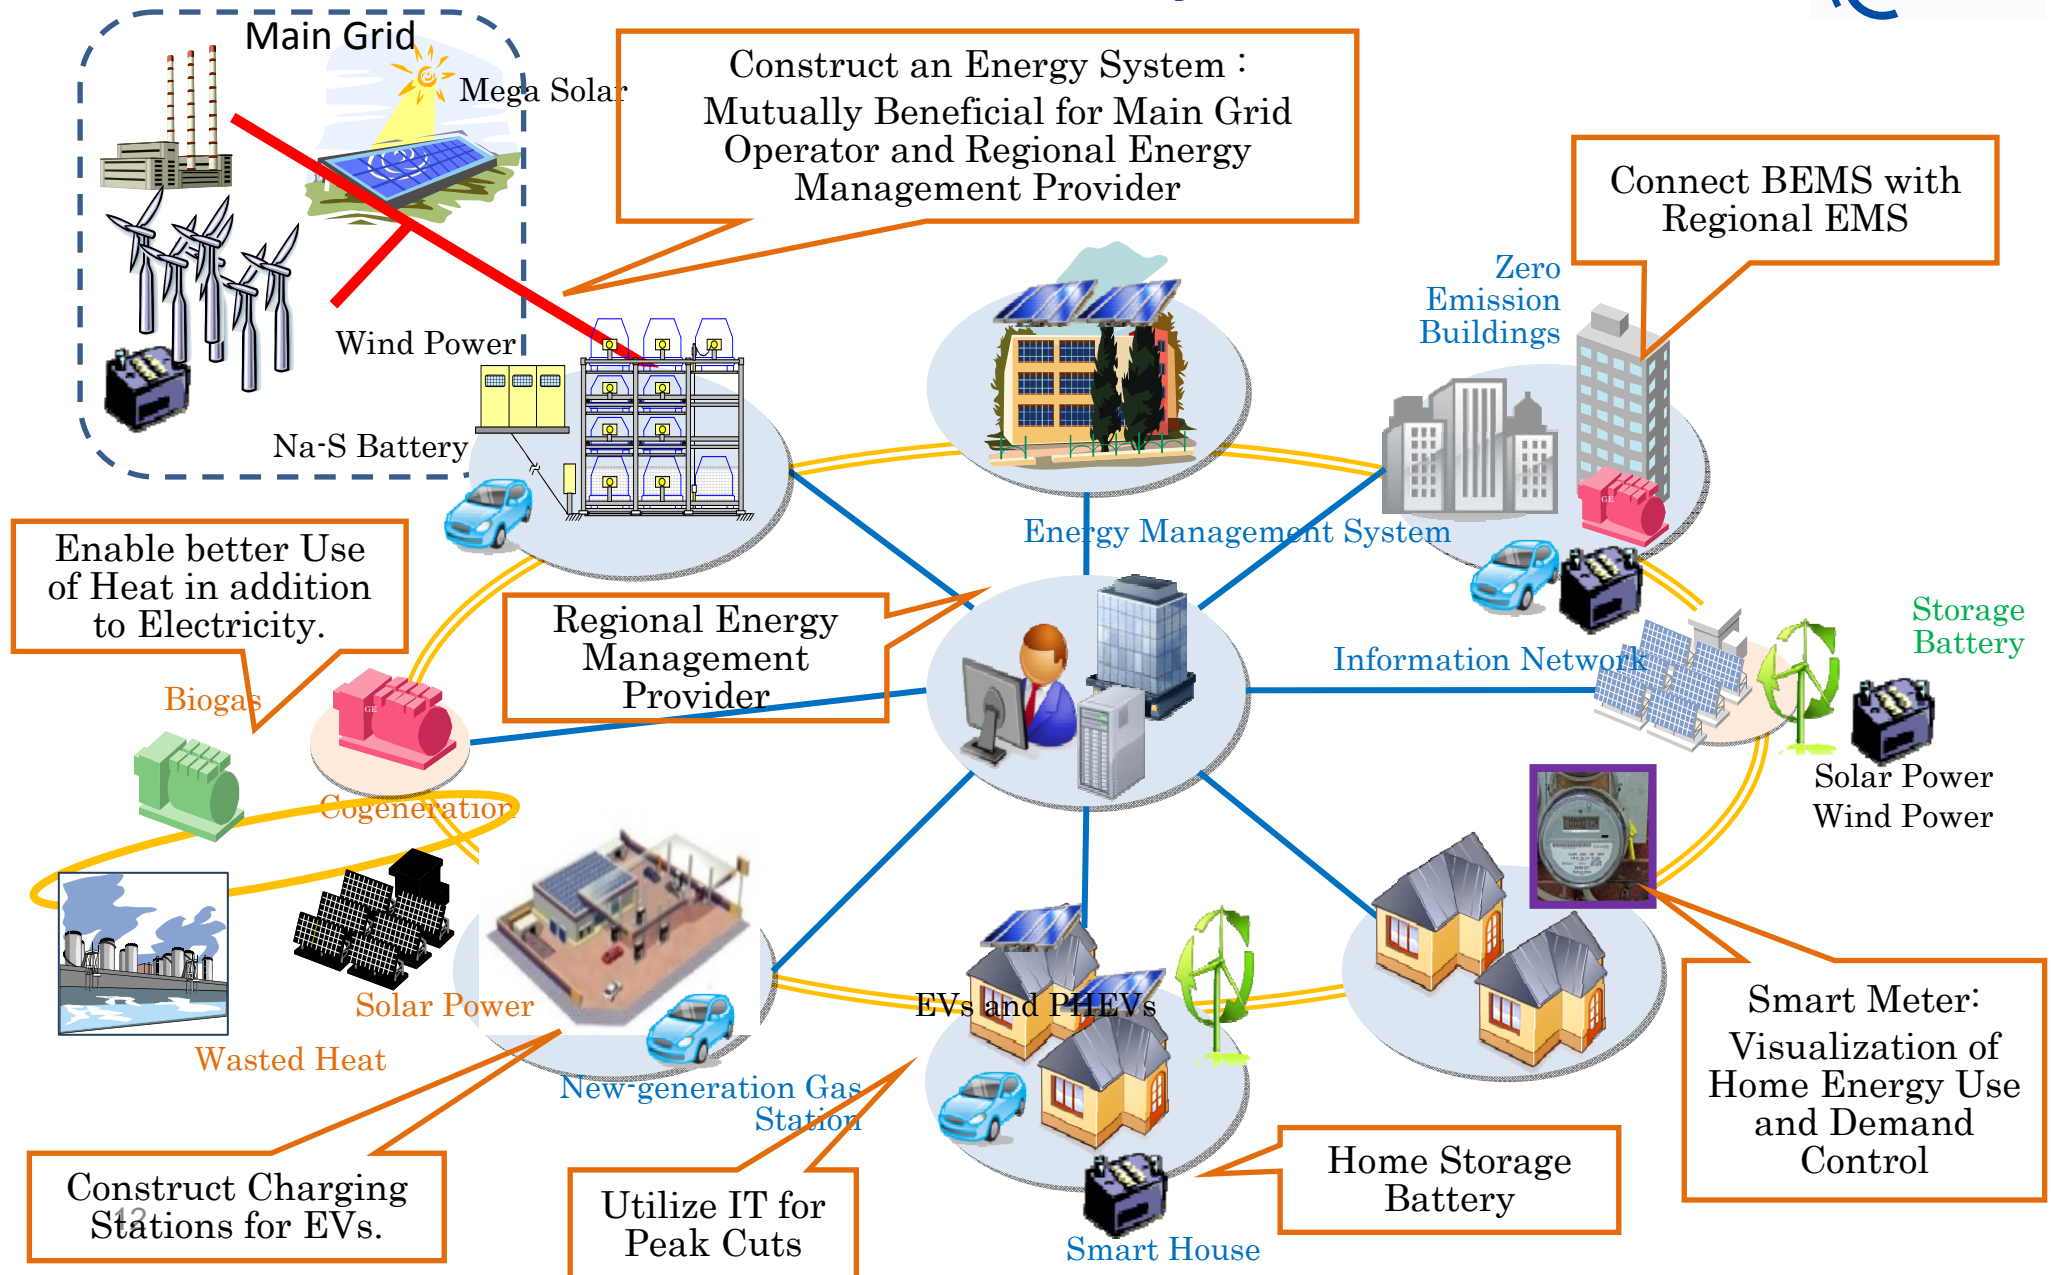 Main Grid
Mega Solar
Construct an Energy System :
Mutually Beneficial for Main Grid
Operator and Regional Energy
Management Provider
Connect BEMS with
Regional EMS
Zero
Emission
Buildings
Wind Power
Na-S Battery
GE
Energy Management System
Enable better Use
of Heat in addition
to Electricity.
Regional Energy
Management
Provider
Storage
Battery
Information Network
Biogas
GE
Cogeneration
Solar Power
Wind Power
Solar Power
EVs and PHEVs
Wasted Heat
New-generation Gas
Station
Smart Meter:
Visualization of
Home Energy Use
and Demand
Control
Construct Charging
Stations for EVs.
12
Utilize IT for
Peak Cuts
Home Storage
Battery
Smart House